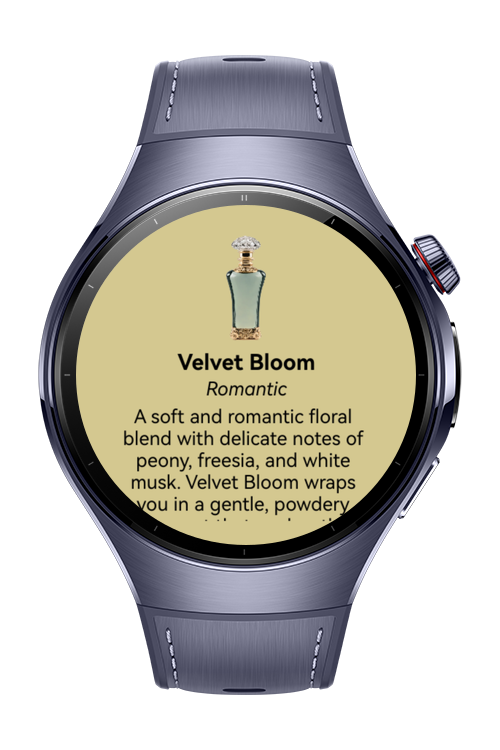 Velvet Bloom
Romantic
A soft and romantic floral
blend with delicate notes of
peony, freesia, and white
musk. Velvet Bloom wraps
you in a gentle, powdery